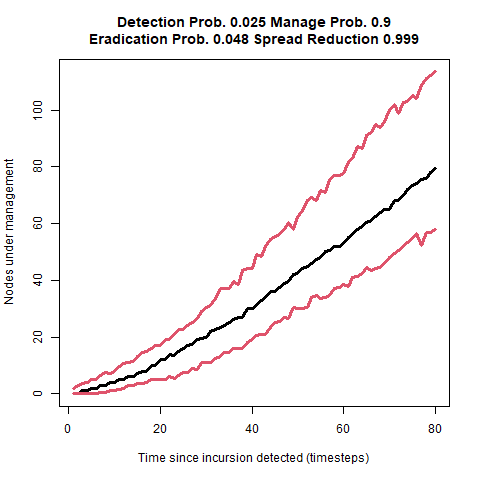 Detection Prob. 0.025 Manage Prob. 0.9
Eradication Prob. 0.048 Spread Reduction 0.999
Nodes under management
100
80
60
40
20
0
0 20 40 60 80
Time since incursion detected (timesteps)